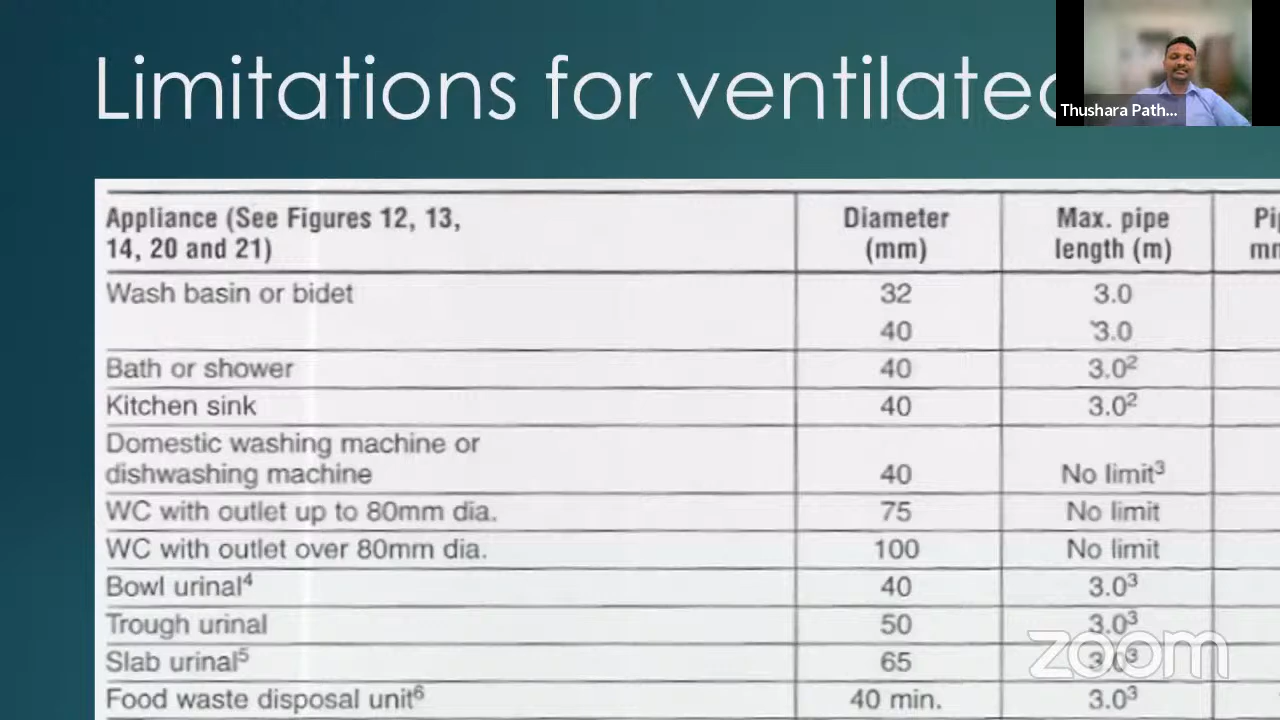 Limitations for ventilated
Thushara Path...
Appliance (See Figures 12, 13, 14, 20 and 21) Diameter (mm) Max. pipe length (m)
Wash basin or bidet 32 3.0
40 3.0
Bath or shower 40 3.0²
Kitchen sink 40 3.0²
Domestic washing machine or
dishwashing machine 40 No limit³
WC with outlet up to 80mm dia. 75 No limit
WC with outlet over 80mm dia. 100 No limit
Bowl urinal⁴ 40 3.0³
Trough urinal 50 3.0³
Slab urinal⁵ 65 3.0³
Food waste disposal unit⁶ 40 min. 3.0³
zoom